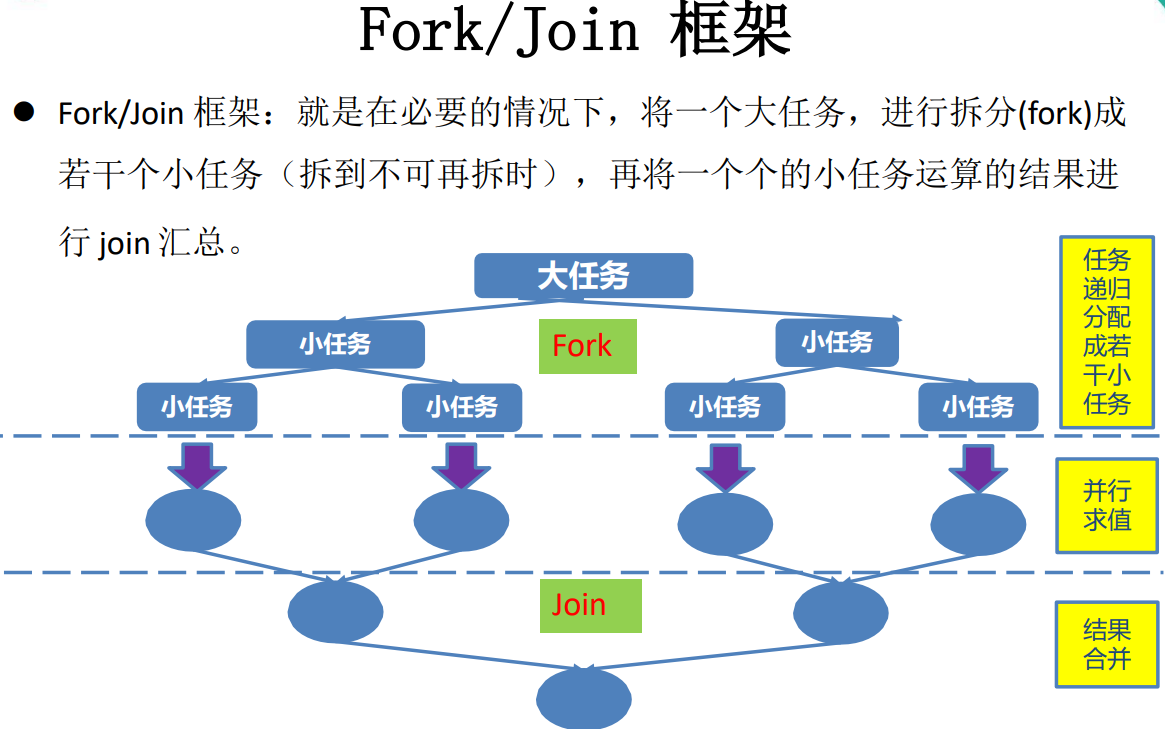 Fork/Join 框架
● Fork/Join 框架：就是在必要的情况下，将一个大任务，进行拆分(fork)成
若干个小任务（拆到不可再拆时），再将一个个的小任务运算的结果进
行 join 汇总。
大任务
小任务
Fork
小任务
小任务
小任务
小任务
小任务
任务
递归
分配
成若
干小
任务
并行
求值
Join
结果
合并